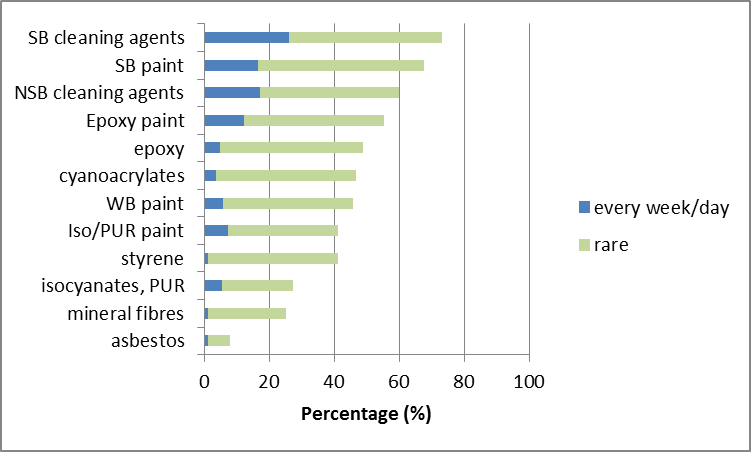 SB cleaning agents
SB paint
NSB cleaning agents
Epoxy paint
epoxy
cyanoacrylates
WB paint
Iso/PUR paint
styrene
isocyanates, PUR
mineral fibres
asbestos
0 20 40 60 80 100
Percentage (%)
every week/day
rare